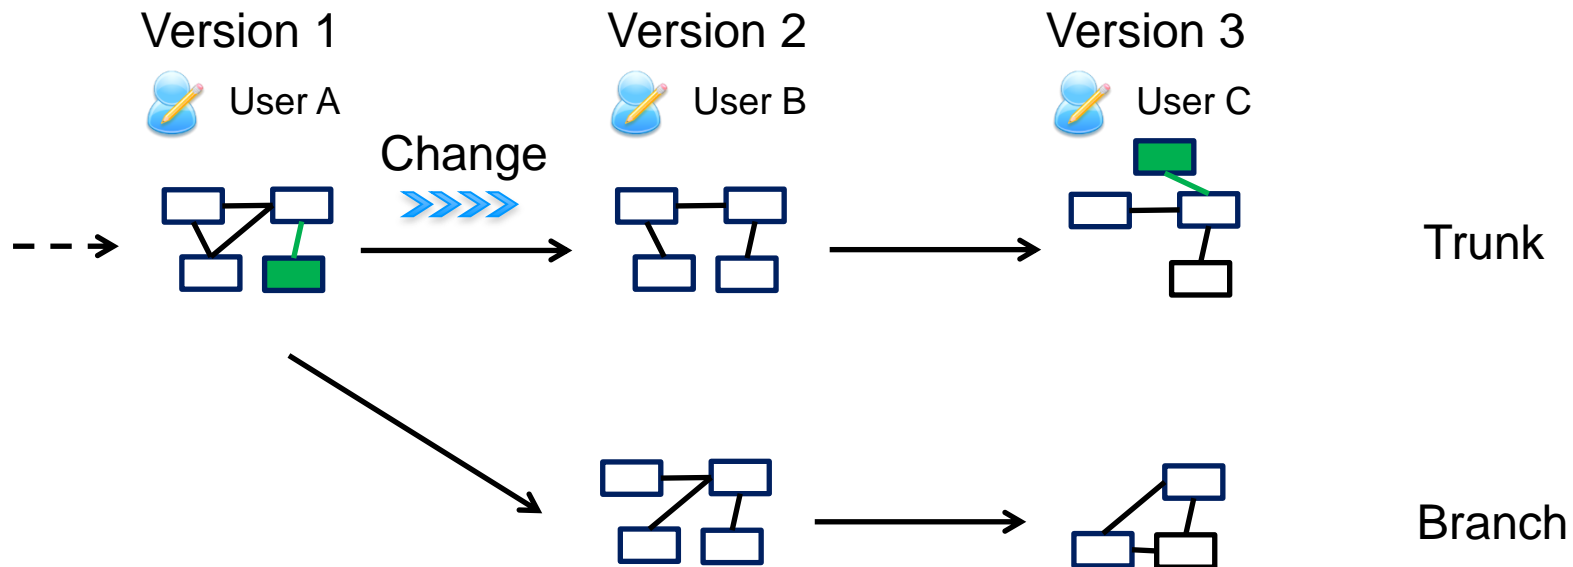 Version 1
Version 2
Version 3
User A
User B
User C
Change
Trunk
Branch